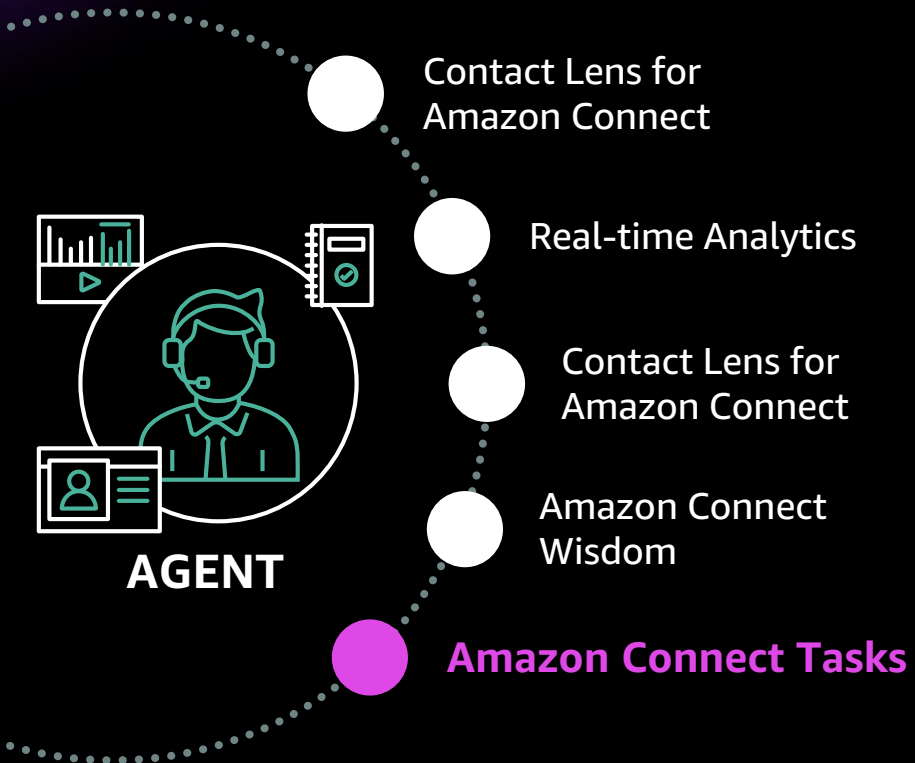 Contact Lens for
Amazon Connect
Real-time Analytics
Contact Lens for
Amazon Connect
Amazon Connect
Wisdom
AGENT
Amazon Connect Tasks